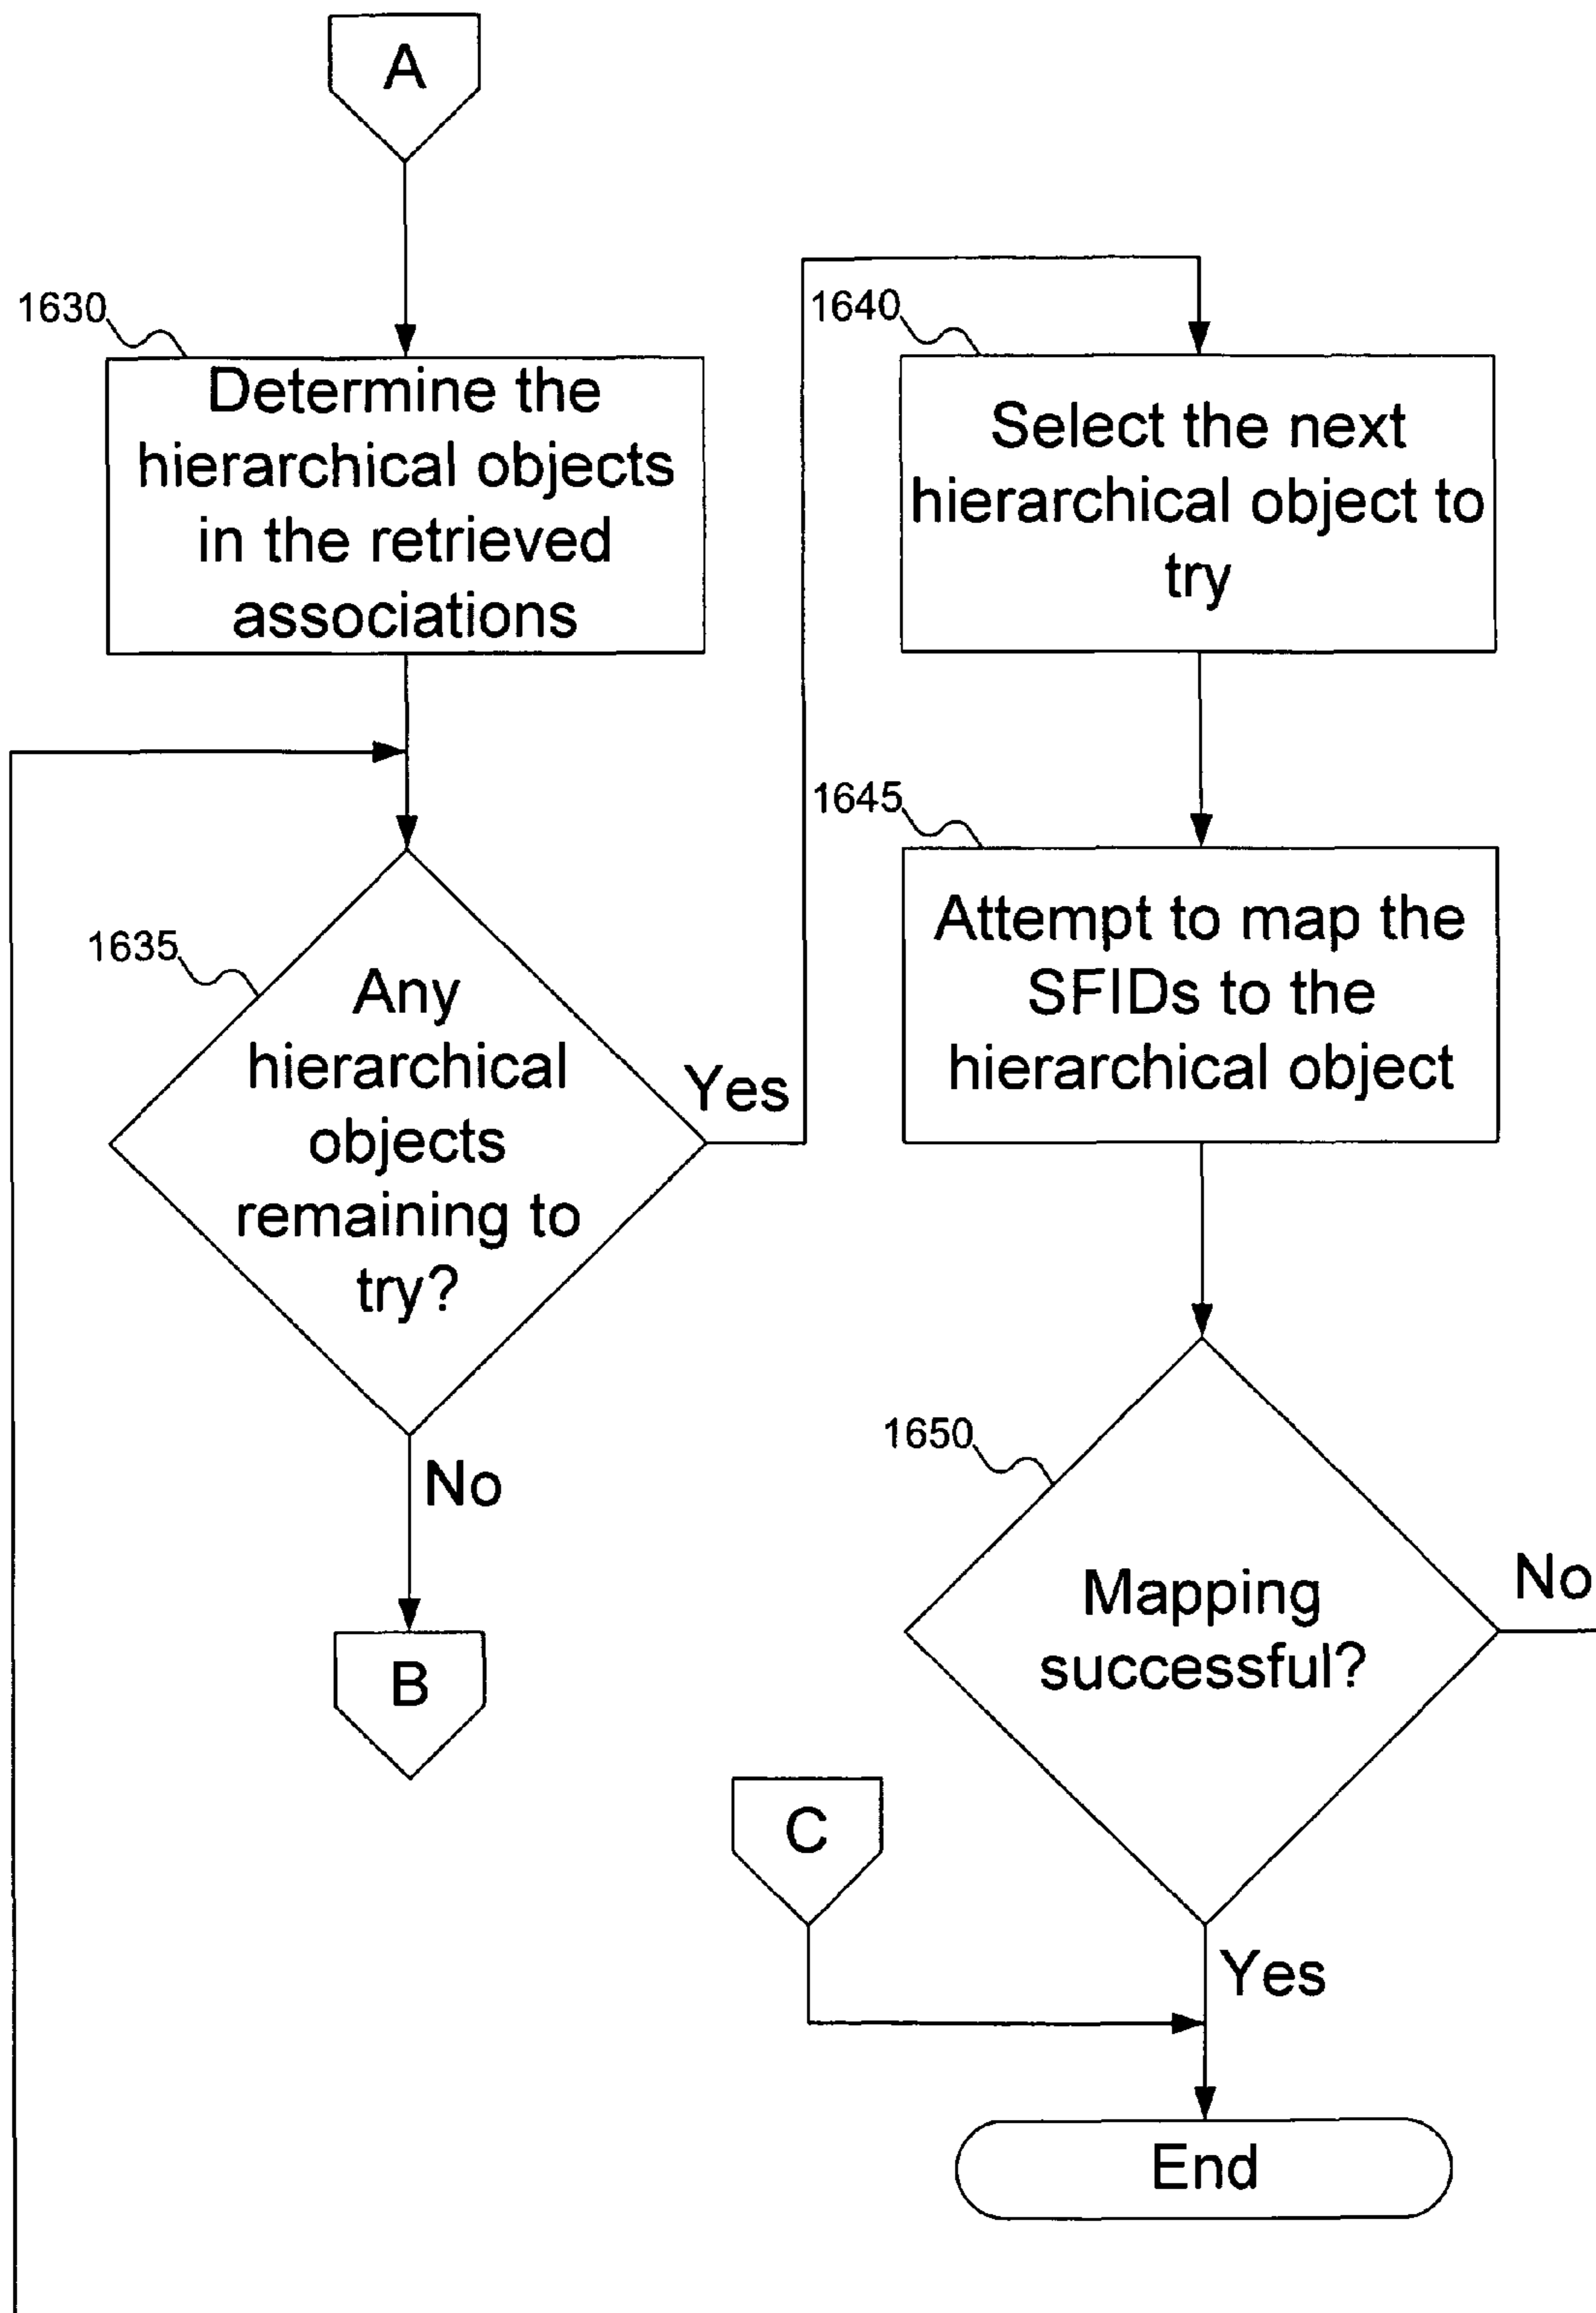 A
1630
Determine the
hierarchical objects
in the retrieved
associations
1635
Any
hierarchical
objects
remaining to
try?
Yes
No
B
1640
Select the next
hierarchical object to
try
1645
Attempt to map the
SFIDs to the
hierarchical object
1650
Mapping
successful?
No
Yes
C
End